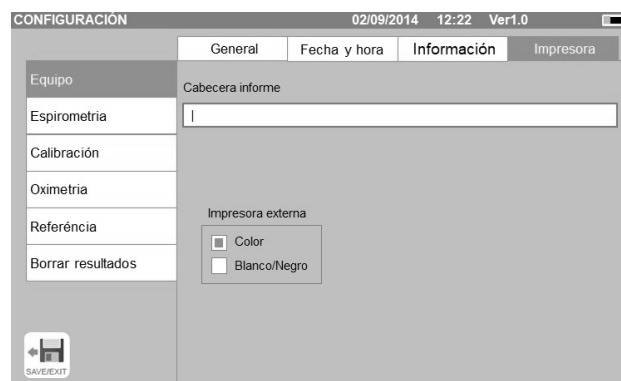 CONFIGURACIÓN 02/09/2014 12:22 Ver1.0
General Fecha y hora Información Impresora
Equipo
Cabecera informe
Espirometria
Calibración
Oximetria
Referéncia
Impresora externa
Color
Blanco/Negro
Borrar resultados
SAVE/EXIT